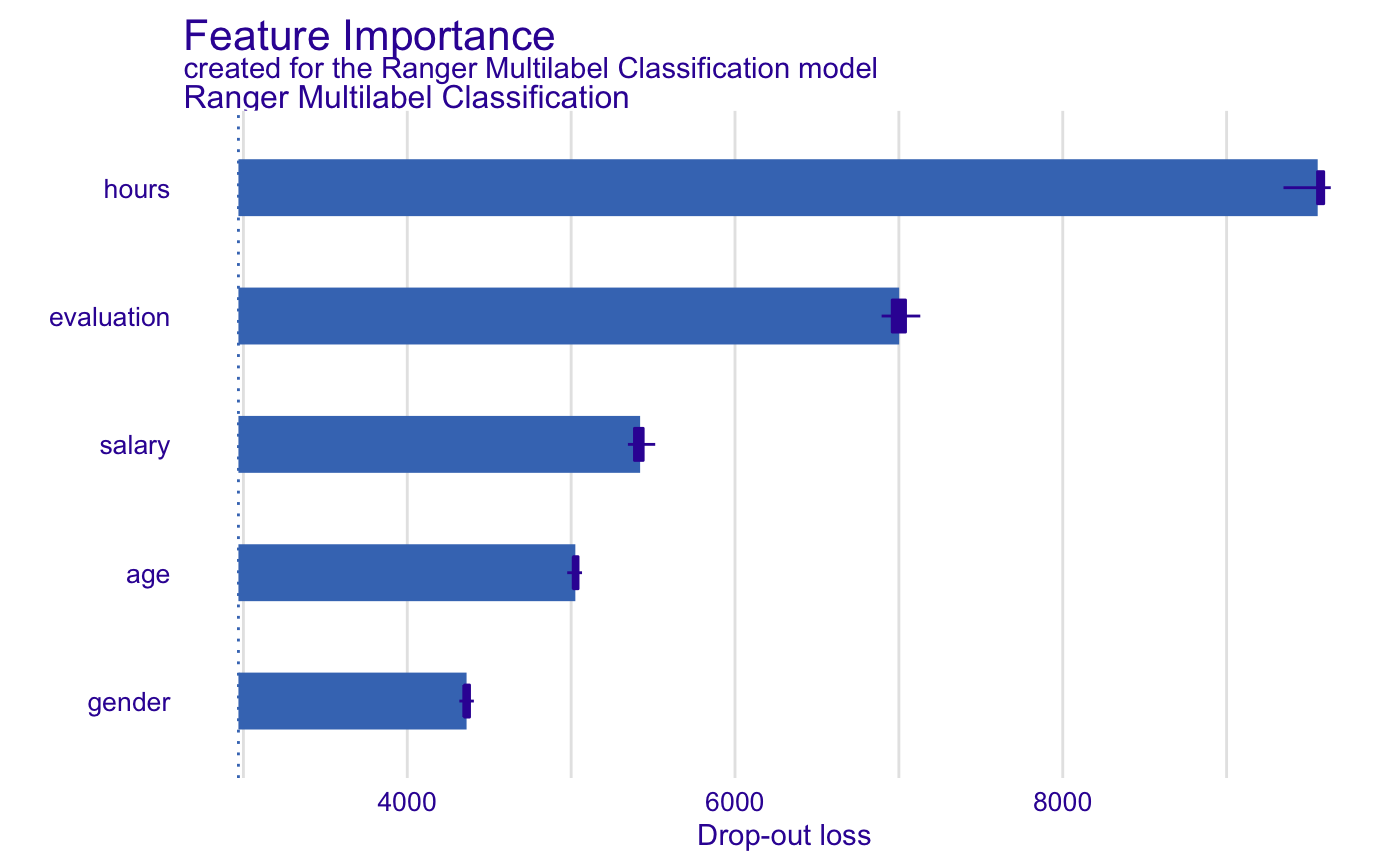 Feature Importance
created for the Ranger Multilabel Classification model
Ranger Multilabel Classification
hours
evaluation
salary
age
gender
4000 6000 8000
Drop-out loss